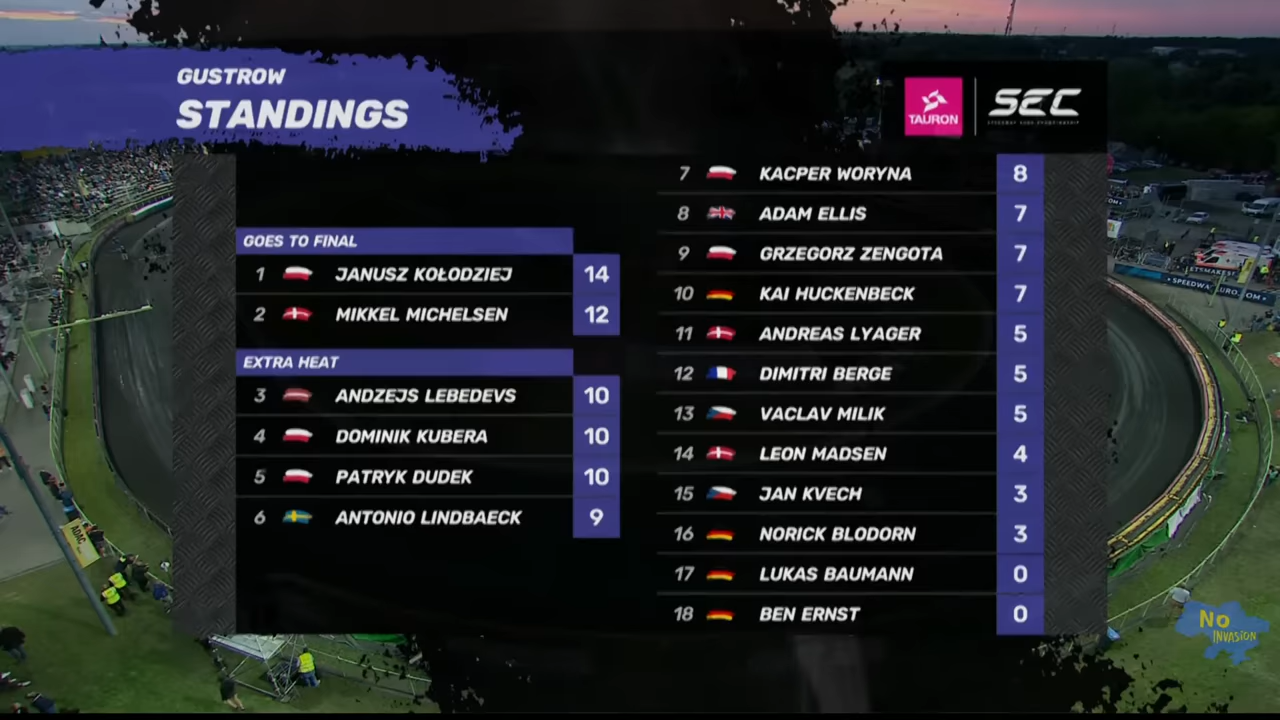 GUSTROW
STANDINGS
TAURON
SEC
SPEEDWAY EURO CHAMPIONSHIP
GOES TO FINAL
1 JANUSZ KOŁODZIEJ 14
2 MIKKEL MICHELSEN 12
EXTRA HEAT
3 ANDZEJS LEBEDEVS 10
4 DOMINIK KUBERA 10
5 PATRYK DUDEK 10
6 ANTONIO LINDBAECK 9
7 KACPER WORYNA 8
8 ADAM ELLIS 7
9 GRZEGORZ ZENGOTA 7
10 KAI HUCKENBECK 7
11 ANDREAS LYAGER 5
12 DIMITRI BERGE 5
13 VACLAV MILIK 5
14 LEON MADSEN 4
15 JAN KVECH 3
16 NORICK BLODORN 3
17 LUKAS BAUMANN 0
18 BEN ERNST 0
ADAC
No
INVASION